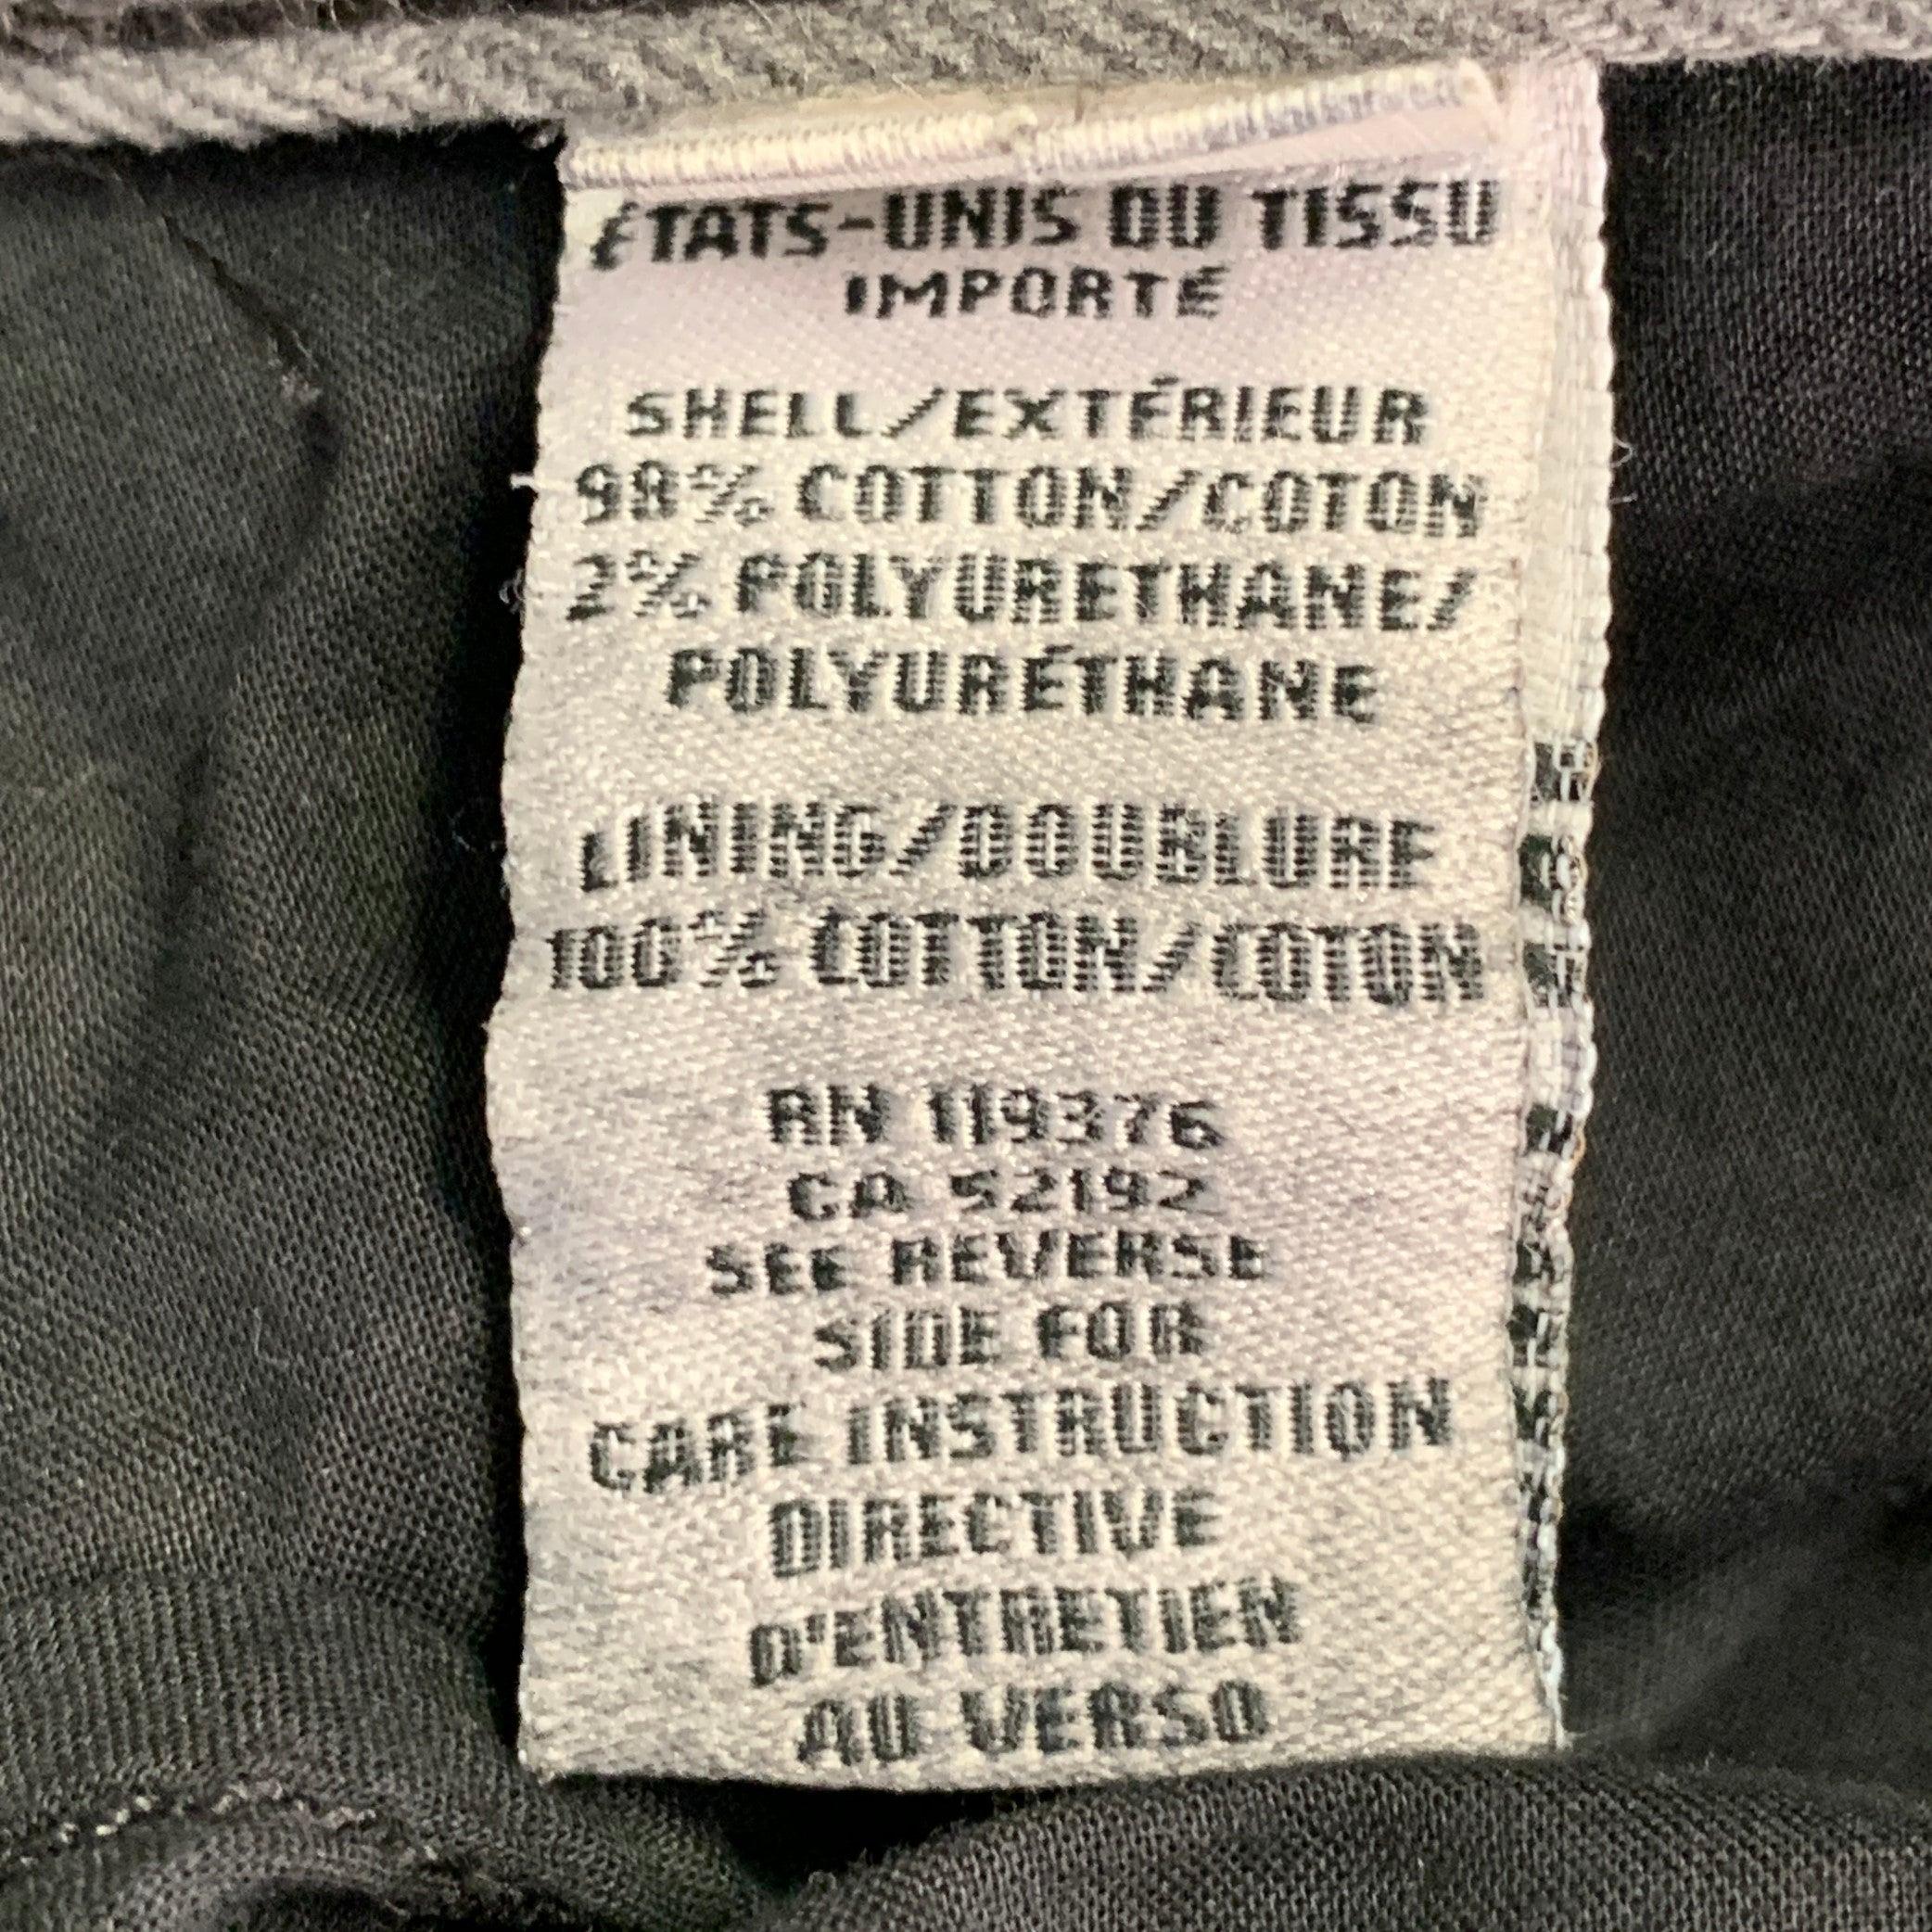 ÉTATS-UNIS DU TISSU
IMPORTÉ
SHELL/EXTÉRIEUR
98% COTTON/COTON
2% POLYURETHANE/
POLYURÉTHANE
LINING/DOUBLURE
100% COTTON/COTON
RN 119376
CA 52192
SEE REVERSE
SIDE FOR
CARE INSTRUCTION
DIRECTIVE
D'ENTRETIEN
AU VERSO